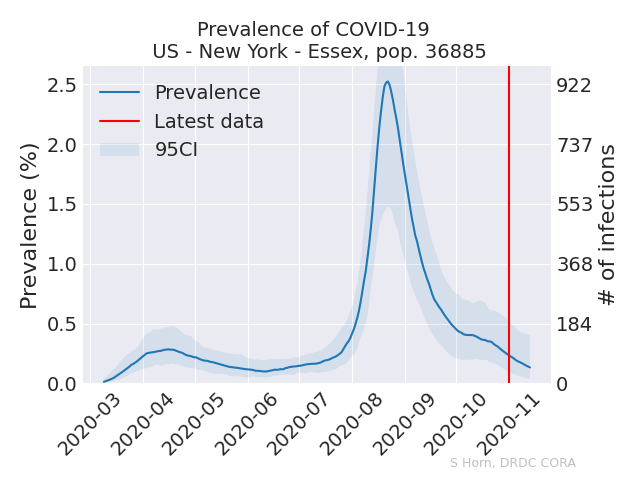 Prevalence of COVID-19
US - New York - Essex, pop. 36885
Prevalence (%)
2.5
2.0
1.5
1.0
0.5
0.0
Prevalence
Latest data
95CI
922
737
553
368
184
0
# of infections
2020-03
2020-04
2020-05
2020-06
2020-07
2020-08
2020-09
2020-10
2020-11
S Horn, DRDC CORA